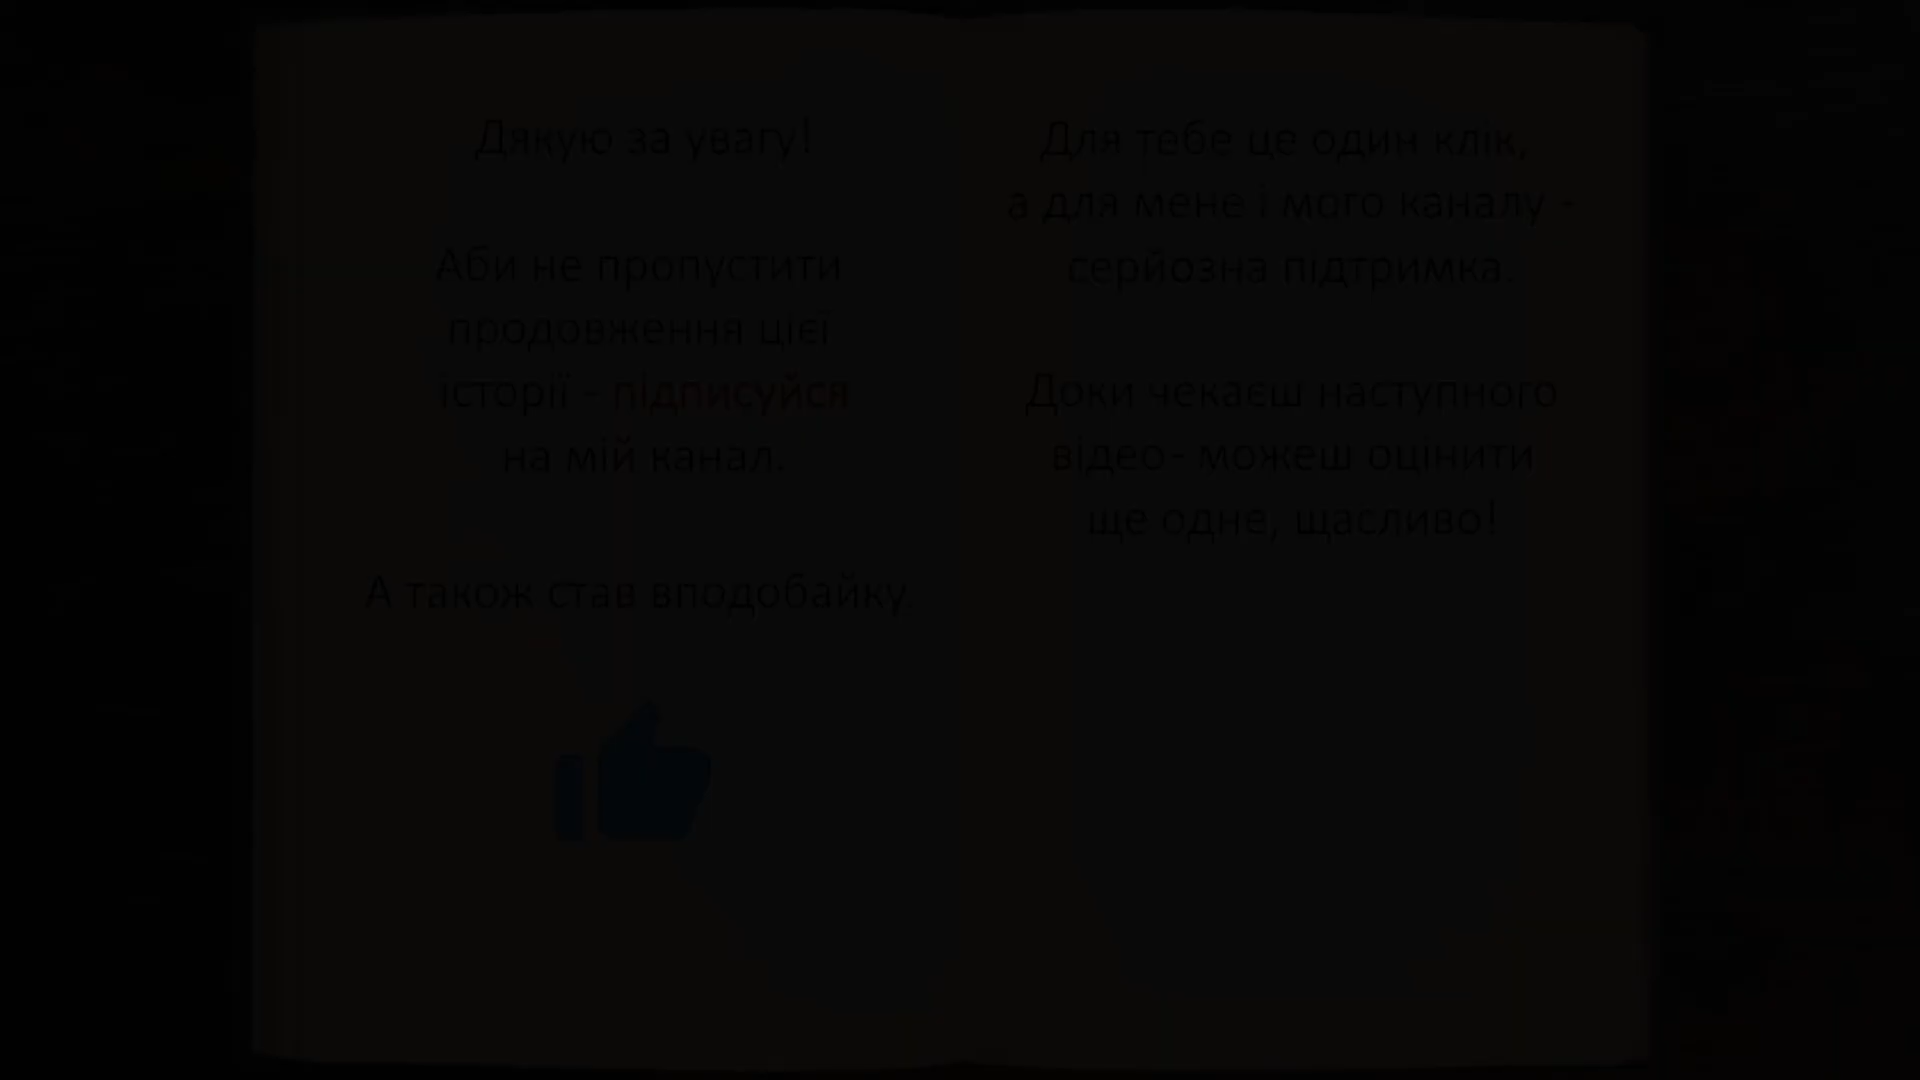 Дякую за увагу!
Аби не пропустити
продовження цієї
історії - підписуйся
на мій канал.
А також став вподобайку.
Для тебе це один клік,
а для мене і мого каналу -
серйозна підтримка.
Доки чекаєш наступного
відео- можеш оцінити
ще одне, щасливо!